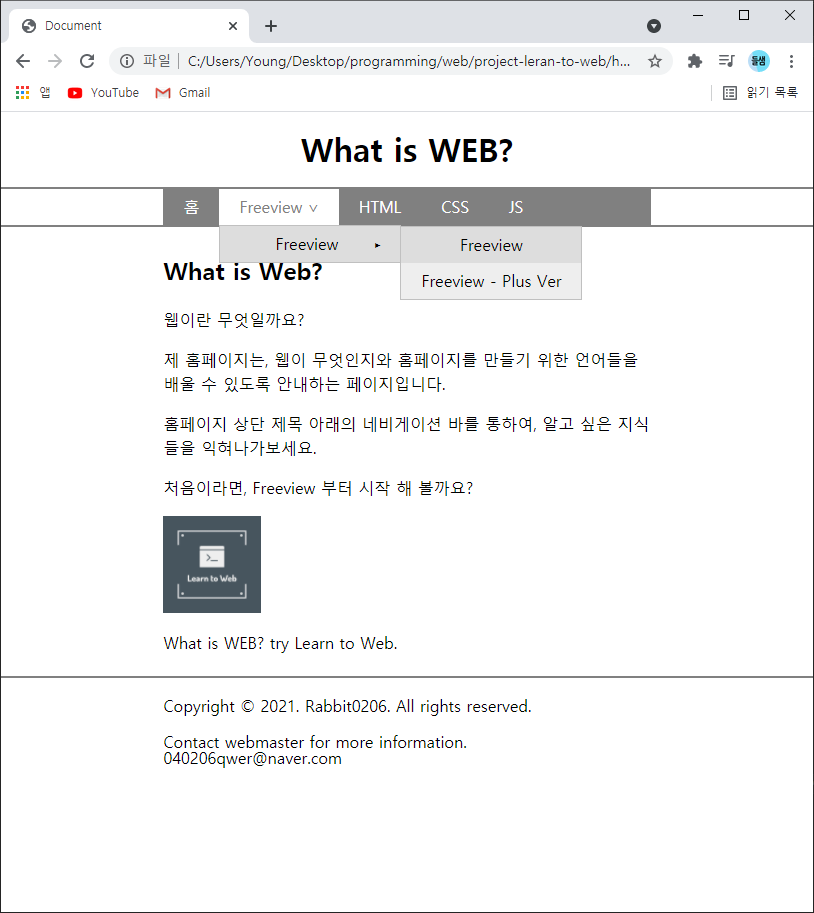 Document
파일 C:/Users/Young/Desktop/programming/web/project-leran-to-web/h...
들샘
앱 YouTube Gmail 읽기 목록
What is WEB?
홈 Freeview ∨ HTML CSS JS
Freeview ▸ Freeview
Freeview - Plus Ver
What is Web?
웹이란 무엇일까요?
제 홈페이지는, 웹이 무엇인지와 홈페이지를 만들기 위한 언어들을
배울 수 있도록 안내하는 페이지입니다.
홈페이지 상단 제목 아래의 네비게이션 바를 통하여, 알고 싶은 지식
들을 익혀나가보세요.
처음이라면, Freeview 부터 시작 해 볼까요?
Learn to Web
What is WEB? try Learn to Web.
Copyright © 2021. Rabbit0206. All rights reserved.
Contact webmaster for more information.
040206qwer@naver.com